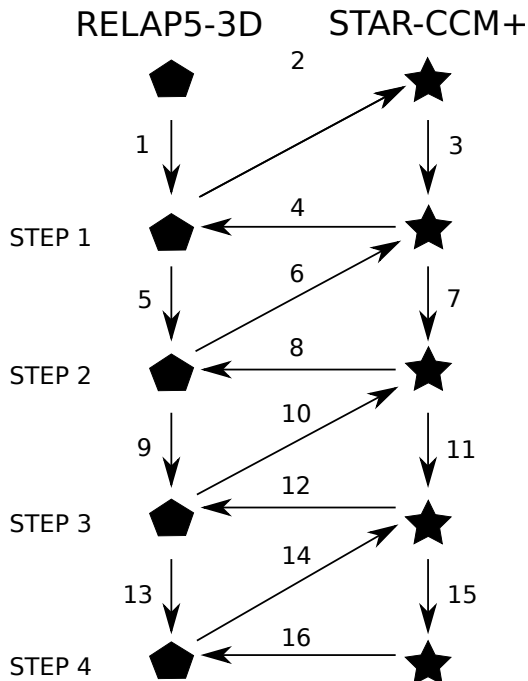 RELAP5-3D STAR-CCM+
2
1 3
4
STEP 1
6
5 7
8
STEP 2
10
9 11
12
STEP 3
14
13 15
16
STEP 4